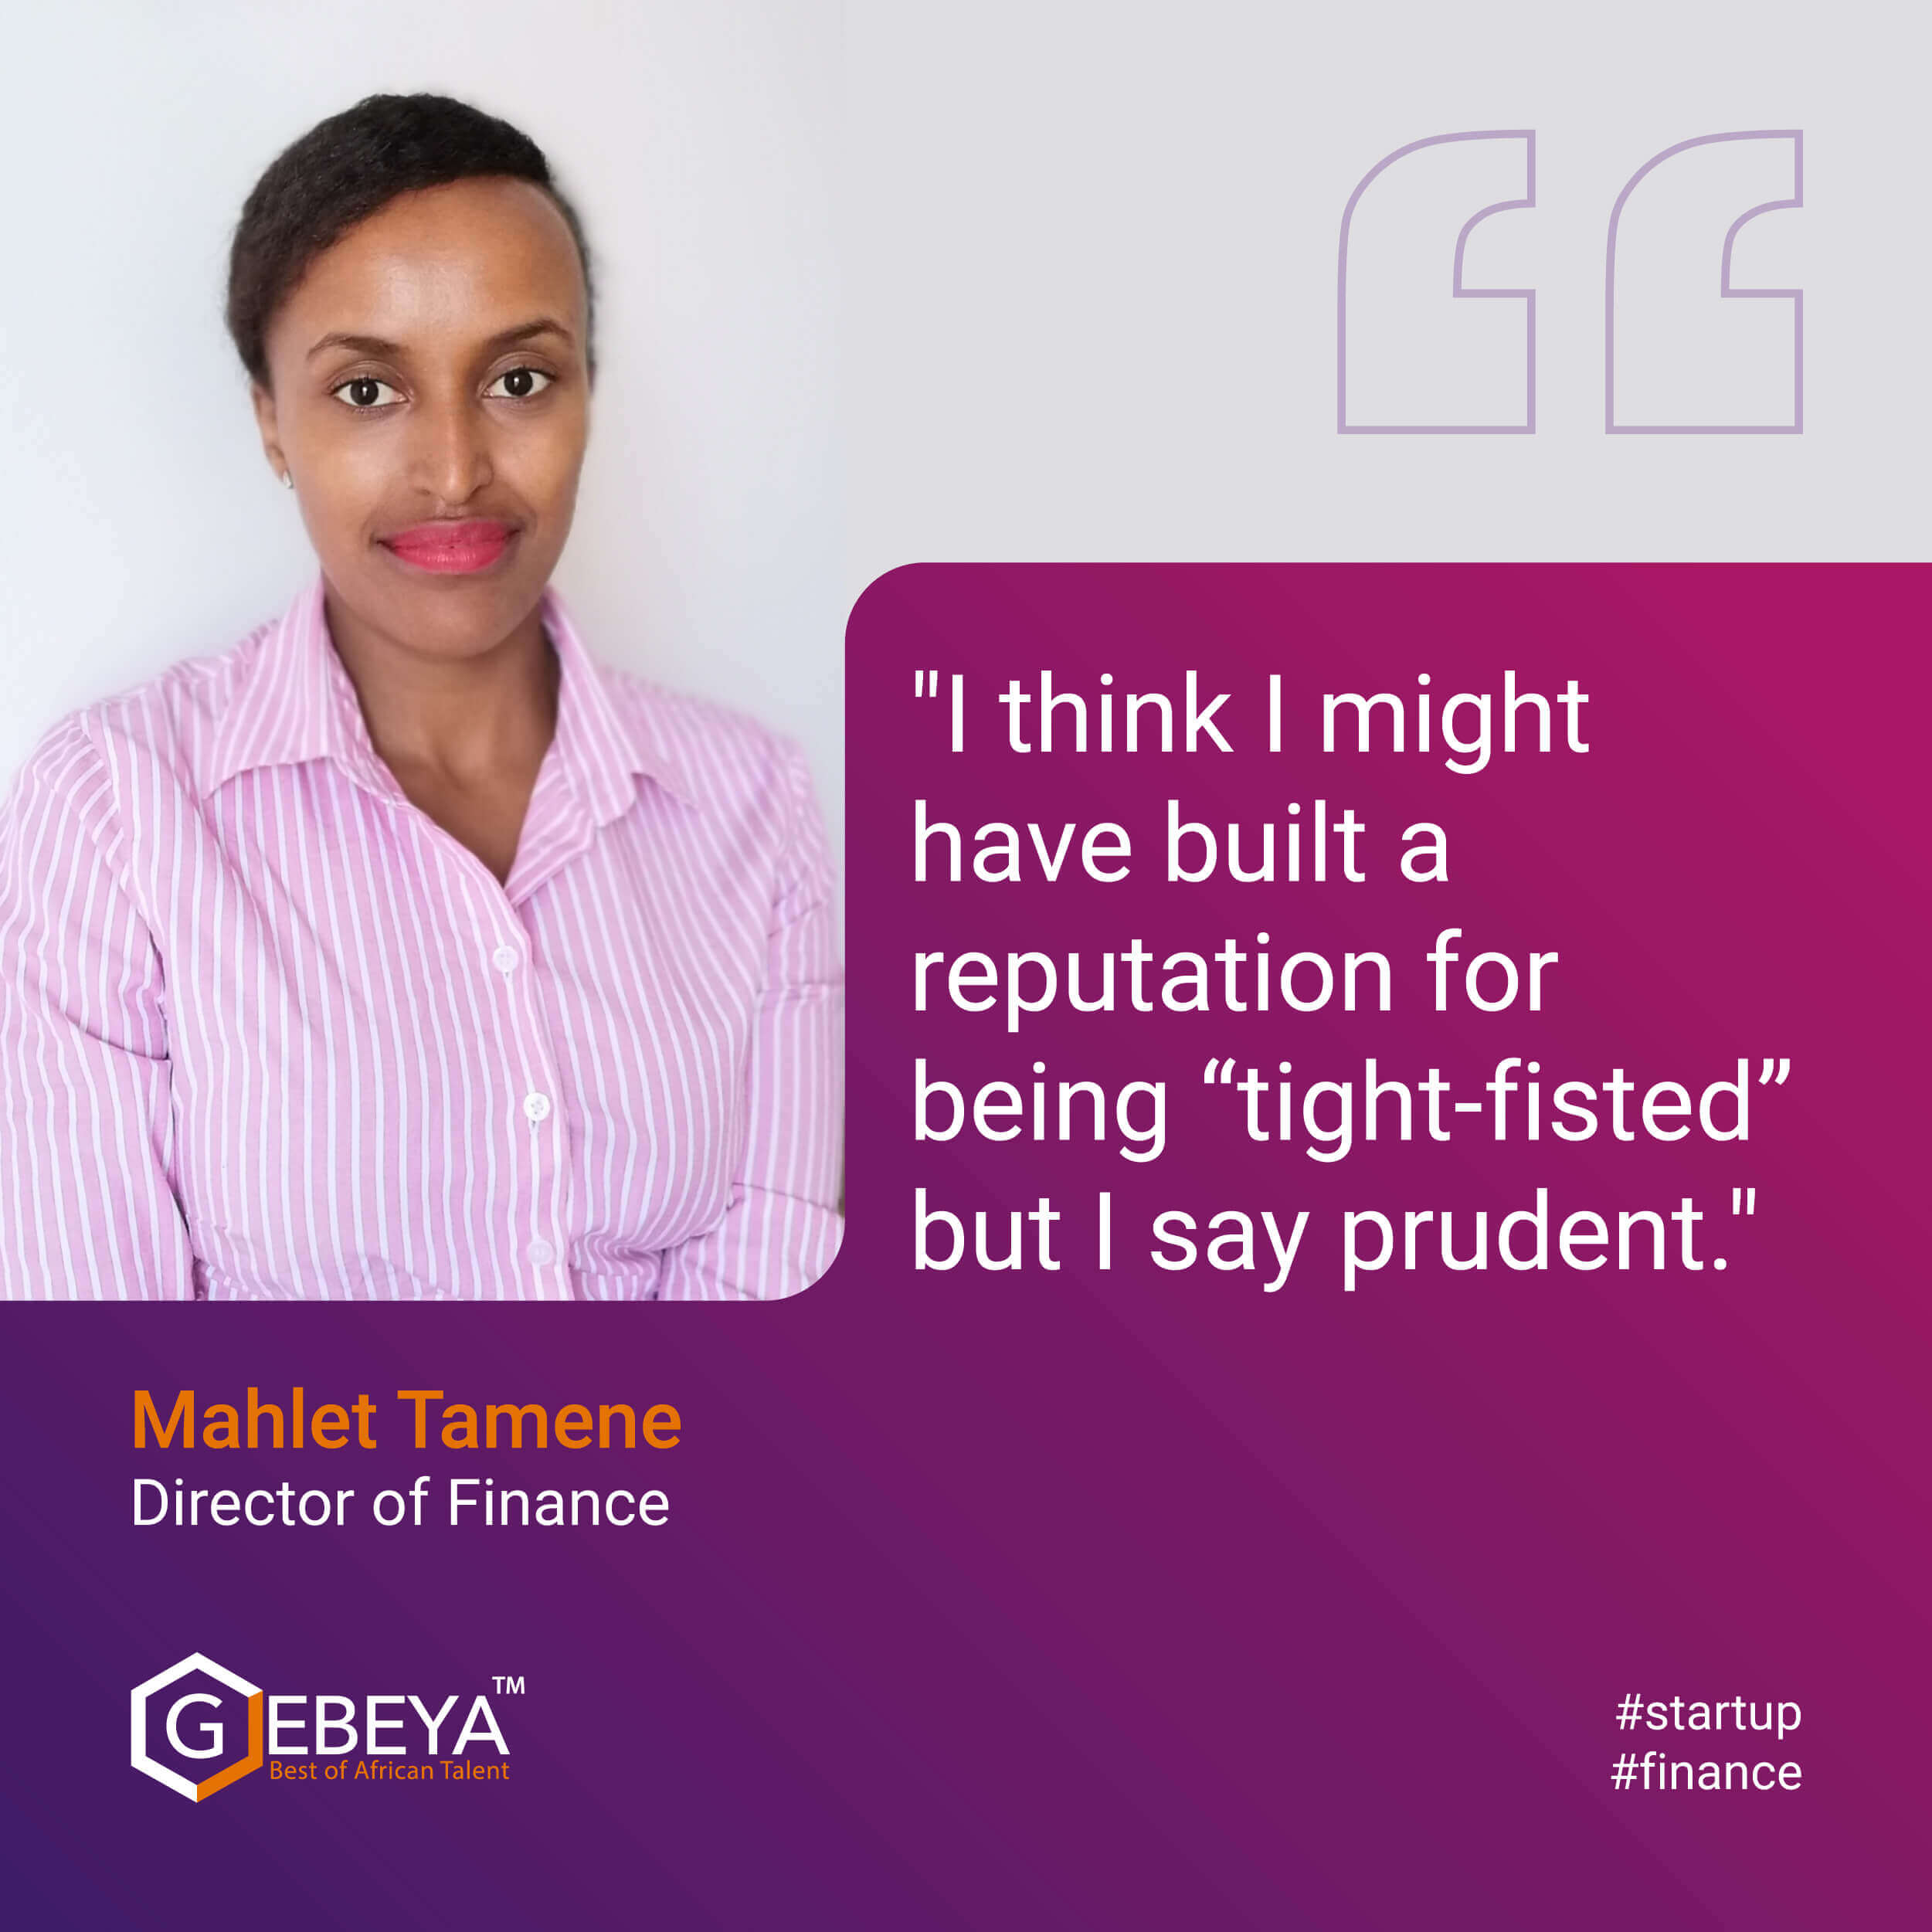 "I think I might
have built a
reputation for
being “tight-fisted”
but I say prudent."
Mahlet Tamene
Director of Finance
GEBEYA™
Best of African Talent
#startup
#finance